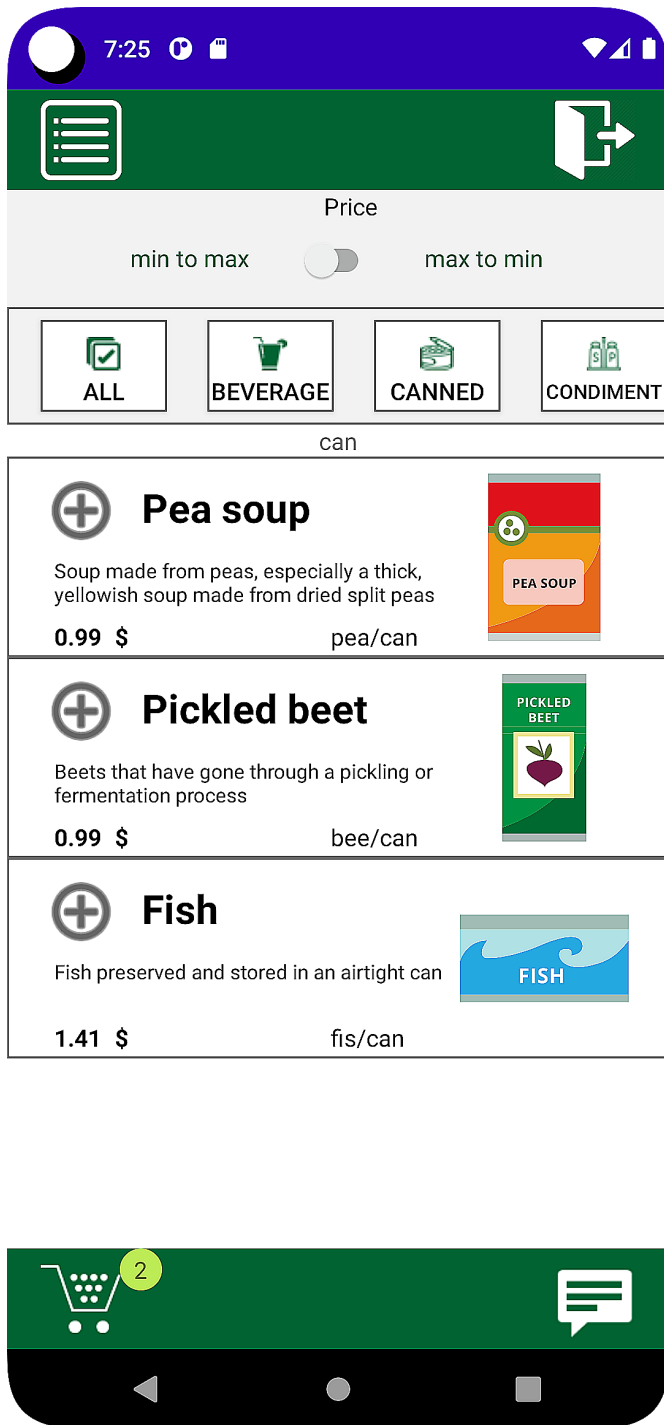 7:25
Price
min to max
max to min
ALL
BEVERAGE
CANNED
CONDIMENT
S P
can
Pea soup
Soup made from peas, especially a thick,
yellowish soup made from dried split peas
0.99 $
pea/can
PEA SOUP
Pickled beet
Beets that have gone through a pickling or
fermentation process
0.99 $
bee/can
PICKLED
BEET
Fish
Fish preserved and stored in an airtight can
1.41 $
fis/can
FISH
2